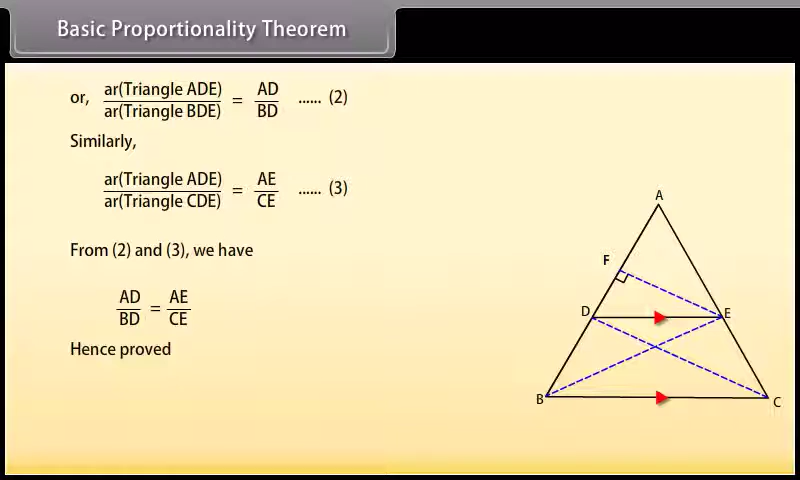 Basic Proportionality Theorem
or, ar(Triangle ADE) / ar(Triangle BDE) = AD / BD ...... (2)
Similarly,
ar(Triangle ADE) / ar(Triangle CDE) = AE / CE ...... (3)
From (2) and (3), we have
AD / BD = AE / CE
Hence proved
A
F
D
E
B
C